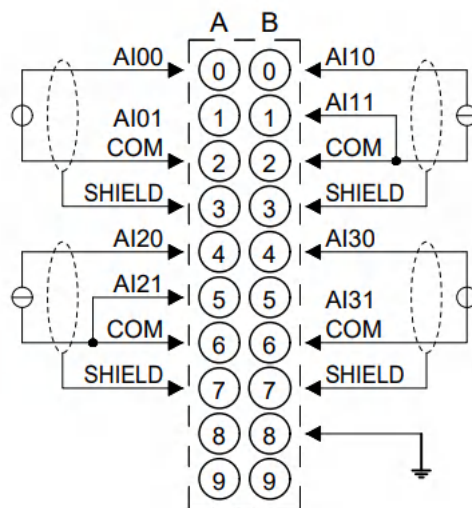 A B
AI00 0 0 AI10
AI01 1 1 AI11
COM 2 2 COM
SHIELD 3 3 SHIELD
AI20 4 4 AI30
AI21 5 5 AI31
COM 6 6 COM
SHIELD 7 7 SHIELD
8 8
9 9